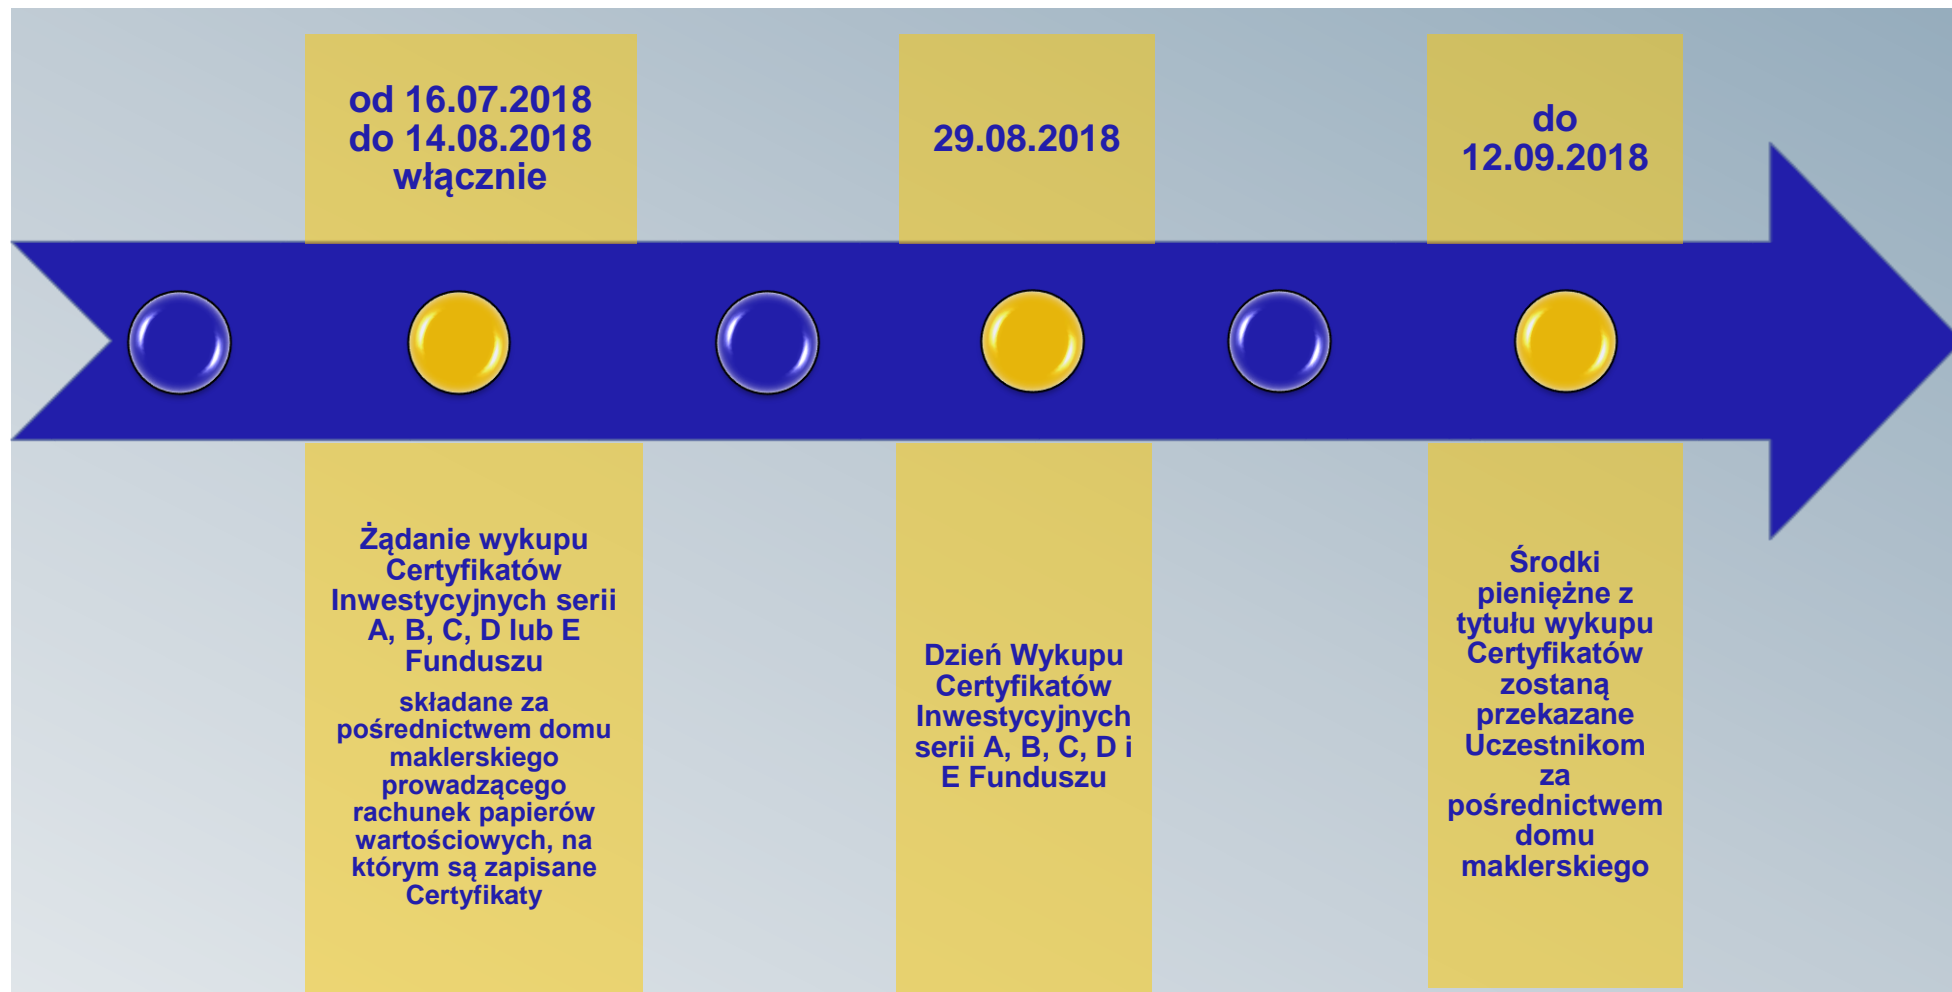 od 16.07.2018
do 14.08.2018
włącznie
29.08.2018
do
12.09.2018
Żądanie wykupu
Certyfikatów
Inwestycyjnych serii
A, B, C, D lub E
Funduszu
składane za
pośrednictwem domu
maklerskiego
prowadzącego
rachunek papierów
wartościowych, na
którym są zapisane
Certyfikaty
Dzień Wykupu
Certyfikatów
Inwestycyjnych
serii A, B, C, D i
E Funduszu
Środki
pieniężne z
tytułu wykupu
Certyfikatów
zostaną
przekazane
Uczestnikom
za
pośrednictwem
domu
maklerskiego